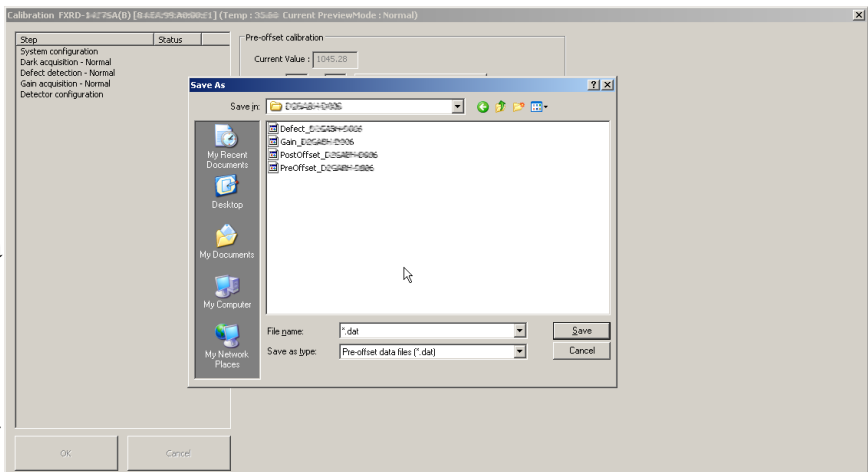 Calibration (Temp : Current PreviewMode : Normal)
Step Status
System configuration
Dark acquisition - Normal
Defect detection - Normal
Gain acquisition - Normal
Detector configuration
Pre-offset calibration
Current Value : 1045.28
Save As
Save in:
My Recent Documents
Desktop
My Documents
My Computer
My Network Places
Defect_
Gain_
PostOffset_
PreOffset_
File name: *.dat Save
Save as type: Pre-offset data files (*.dat) Cancel
OK Cancel